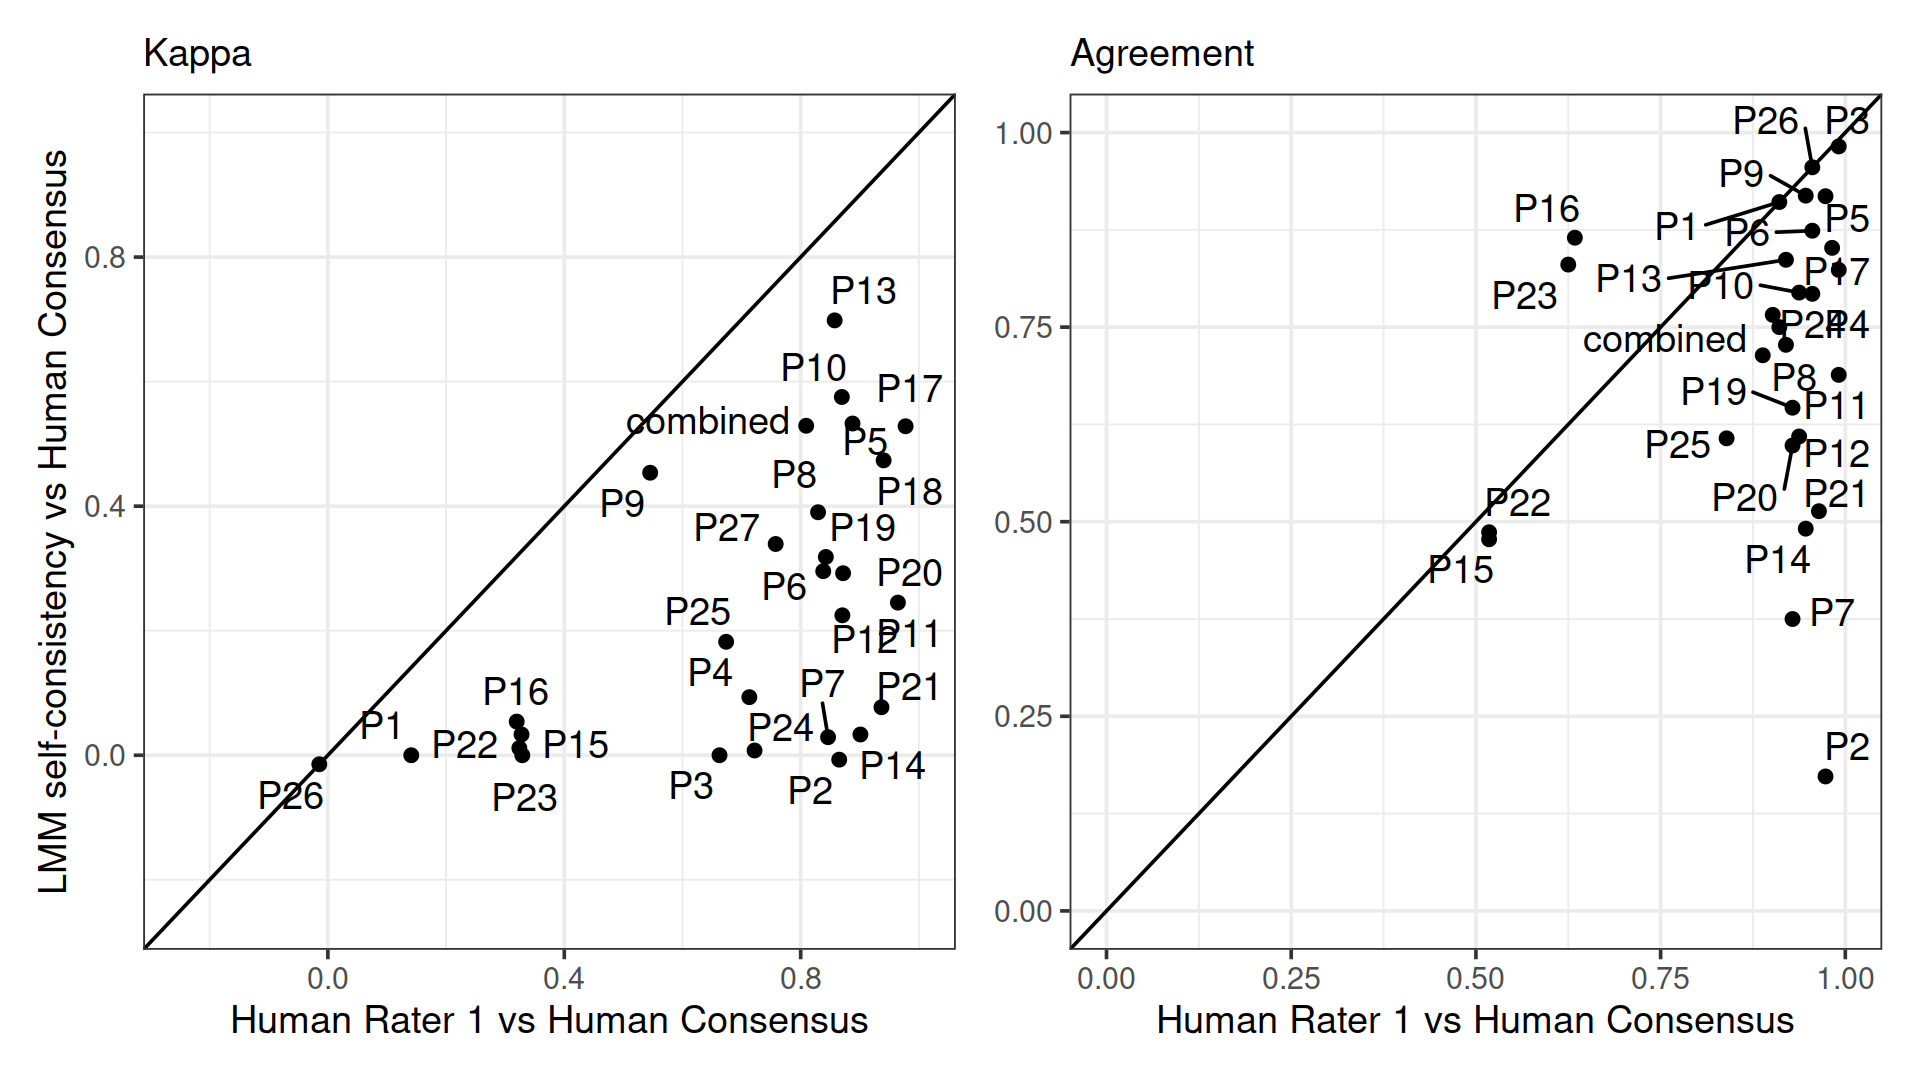 Kappa
Agreement
LMM self-consistency vs Human Consensus
0.8
0.4
0.0
P13
P10
P17
combined
P5
P8
P18
P9
P27
P19
P6
P20
P25
P12
P11
P4
P7
P21
P16
P1
P24
P22
P15
P14
P3
P2
P26
P23
0.0
0.4
0.8
Human Rater 1 vs Human Consensus
1.00
0.75
0.50
0.25
0.00
P26
P3
P9
P16
P5
P1
P6
P13
P17
P10
P23
P24
P4
combined
P8
P19
P11
P25
P12
P20
P21
P22
P14
P15
P7
P2
0.00
0.25
0.50
0.75
1.00
Human Rater 1 vs Human Consensus